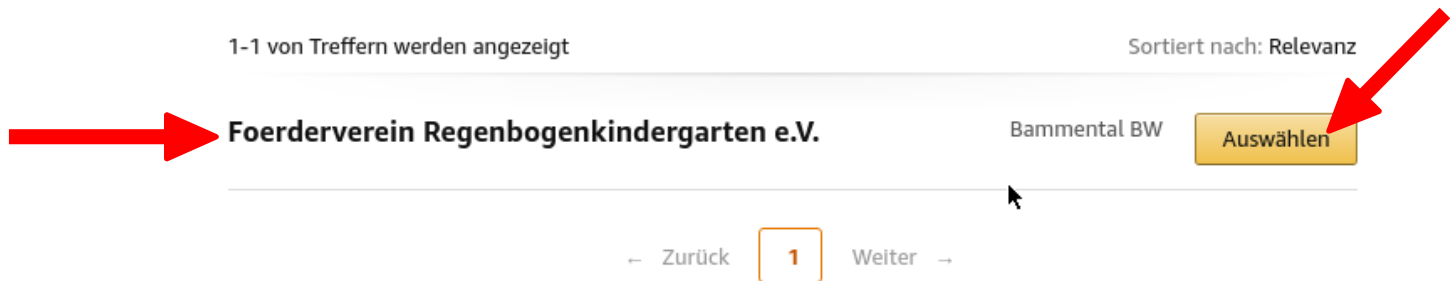 1-1 von Treffern werden angezeigt Sortiert nach: Relevanz
Foerderverein Regenbogenkindergarten e.V. Bammental BW Auswählen
← Zurück 1 Weiter →